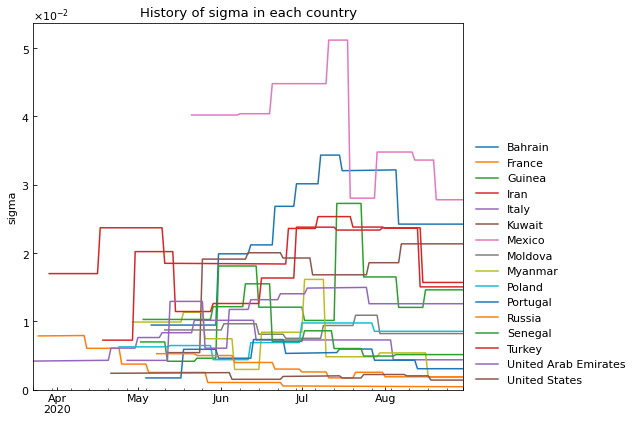 History of sigma in each country
×10⁻²
5
4
3
2
1
0
sigma
Apr
2020
May
Jun
Jul
Aug
Bahrain
France
Guinea
Iran
Italy
Kuwait
Mexico
Moldova
Myanmar
Poland
Portugal
Russia
Senegal
Turkey
United Arab Emirates
United States